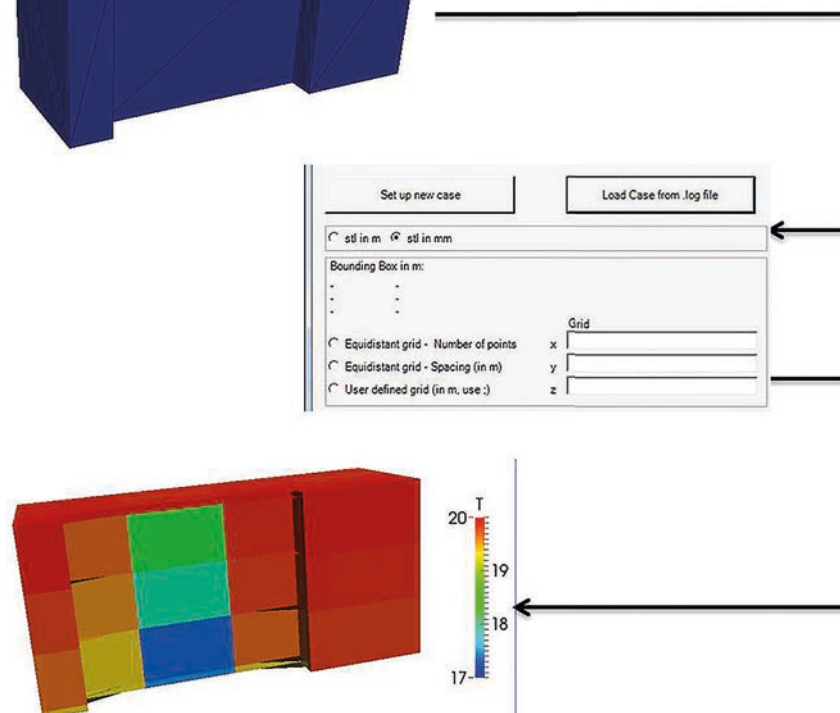 Set up new case
Load Case from .log file
stl in m
stl in mm
Bounding Box in m:
-
-
-
-
-
-
Grid
Equidistant grid - Number of points
x
Equidistant grid - Spacing (in m)
y
User defined grid (in m, use ;)
z
T
20
19
18
17